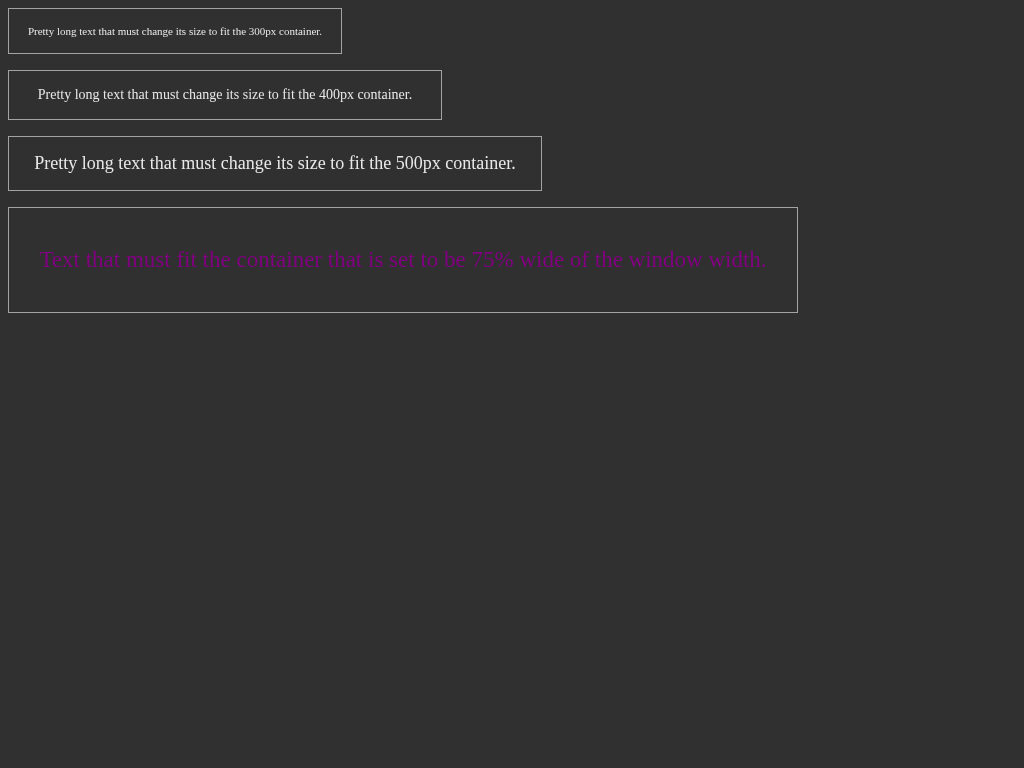 Pretty long text that must change its size to fit the 300px container.
Pretty long text that must change its size to fit the 400px container.
Pretty long text that must change its size to fit the 500px container.
Text that must fit the container that is set to be 75% wide of the window width.